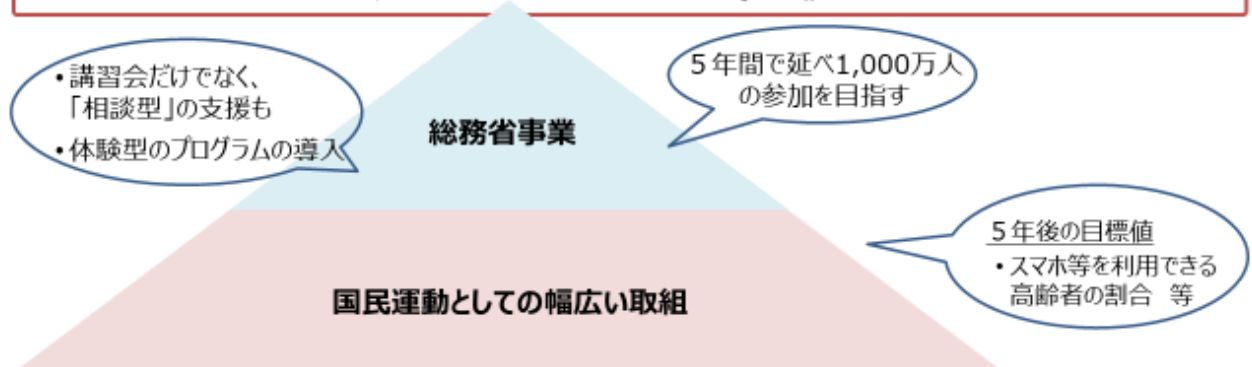 ・講習会だけでなく、
「相談型」の支援も
・体験型のプログラムの導入
5年間で延べ1,000万人
の参加を目指す
総務省事業
5年後の目標値
・スマホ等を利用できる
高齢者の割合 等
国民運動としての幅広い取組